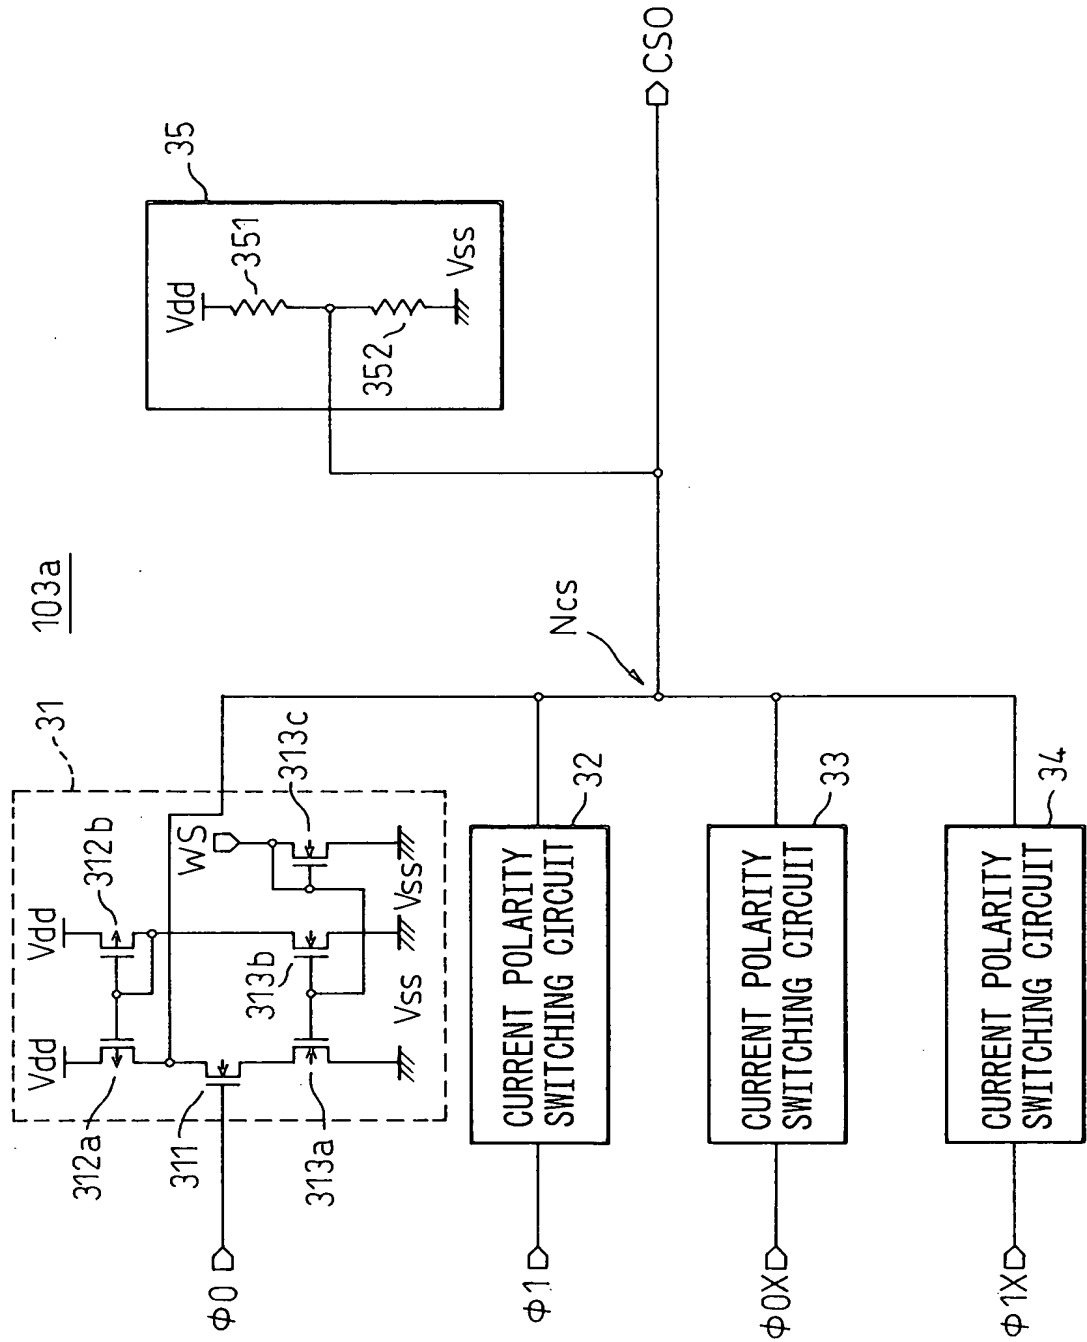 103a
31
Vdd
Vdd
312b
312a
WS
313c
311
313b
313a
Vss
Vss
φ0
35
Vdd
351
352
Vss
Ncs
CSO
φ1
CURRENT POLARITY
SWITCHING CIRCUIT
32
φ0X
CURRENT POLARITY
SWITCHING CIRCUIT
33
φ1X
CURRENT POLARITY
SWITCHING CIRCUIT
34